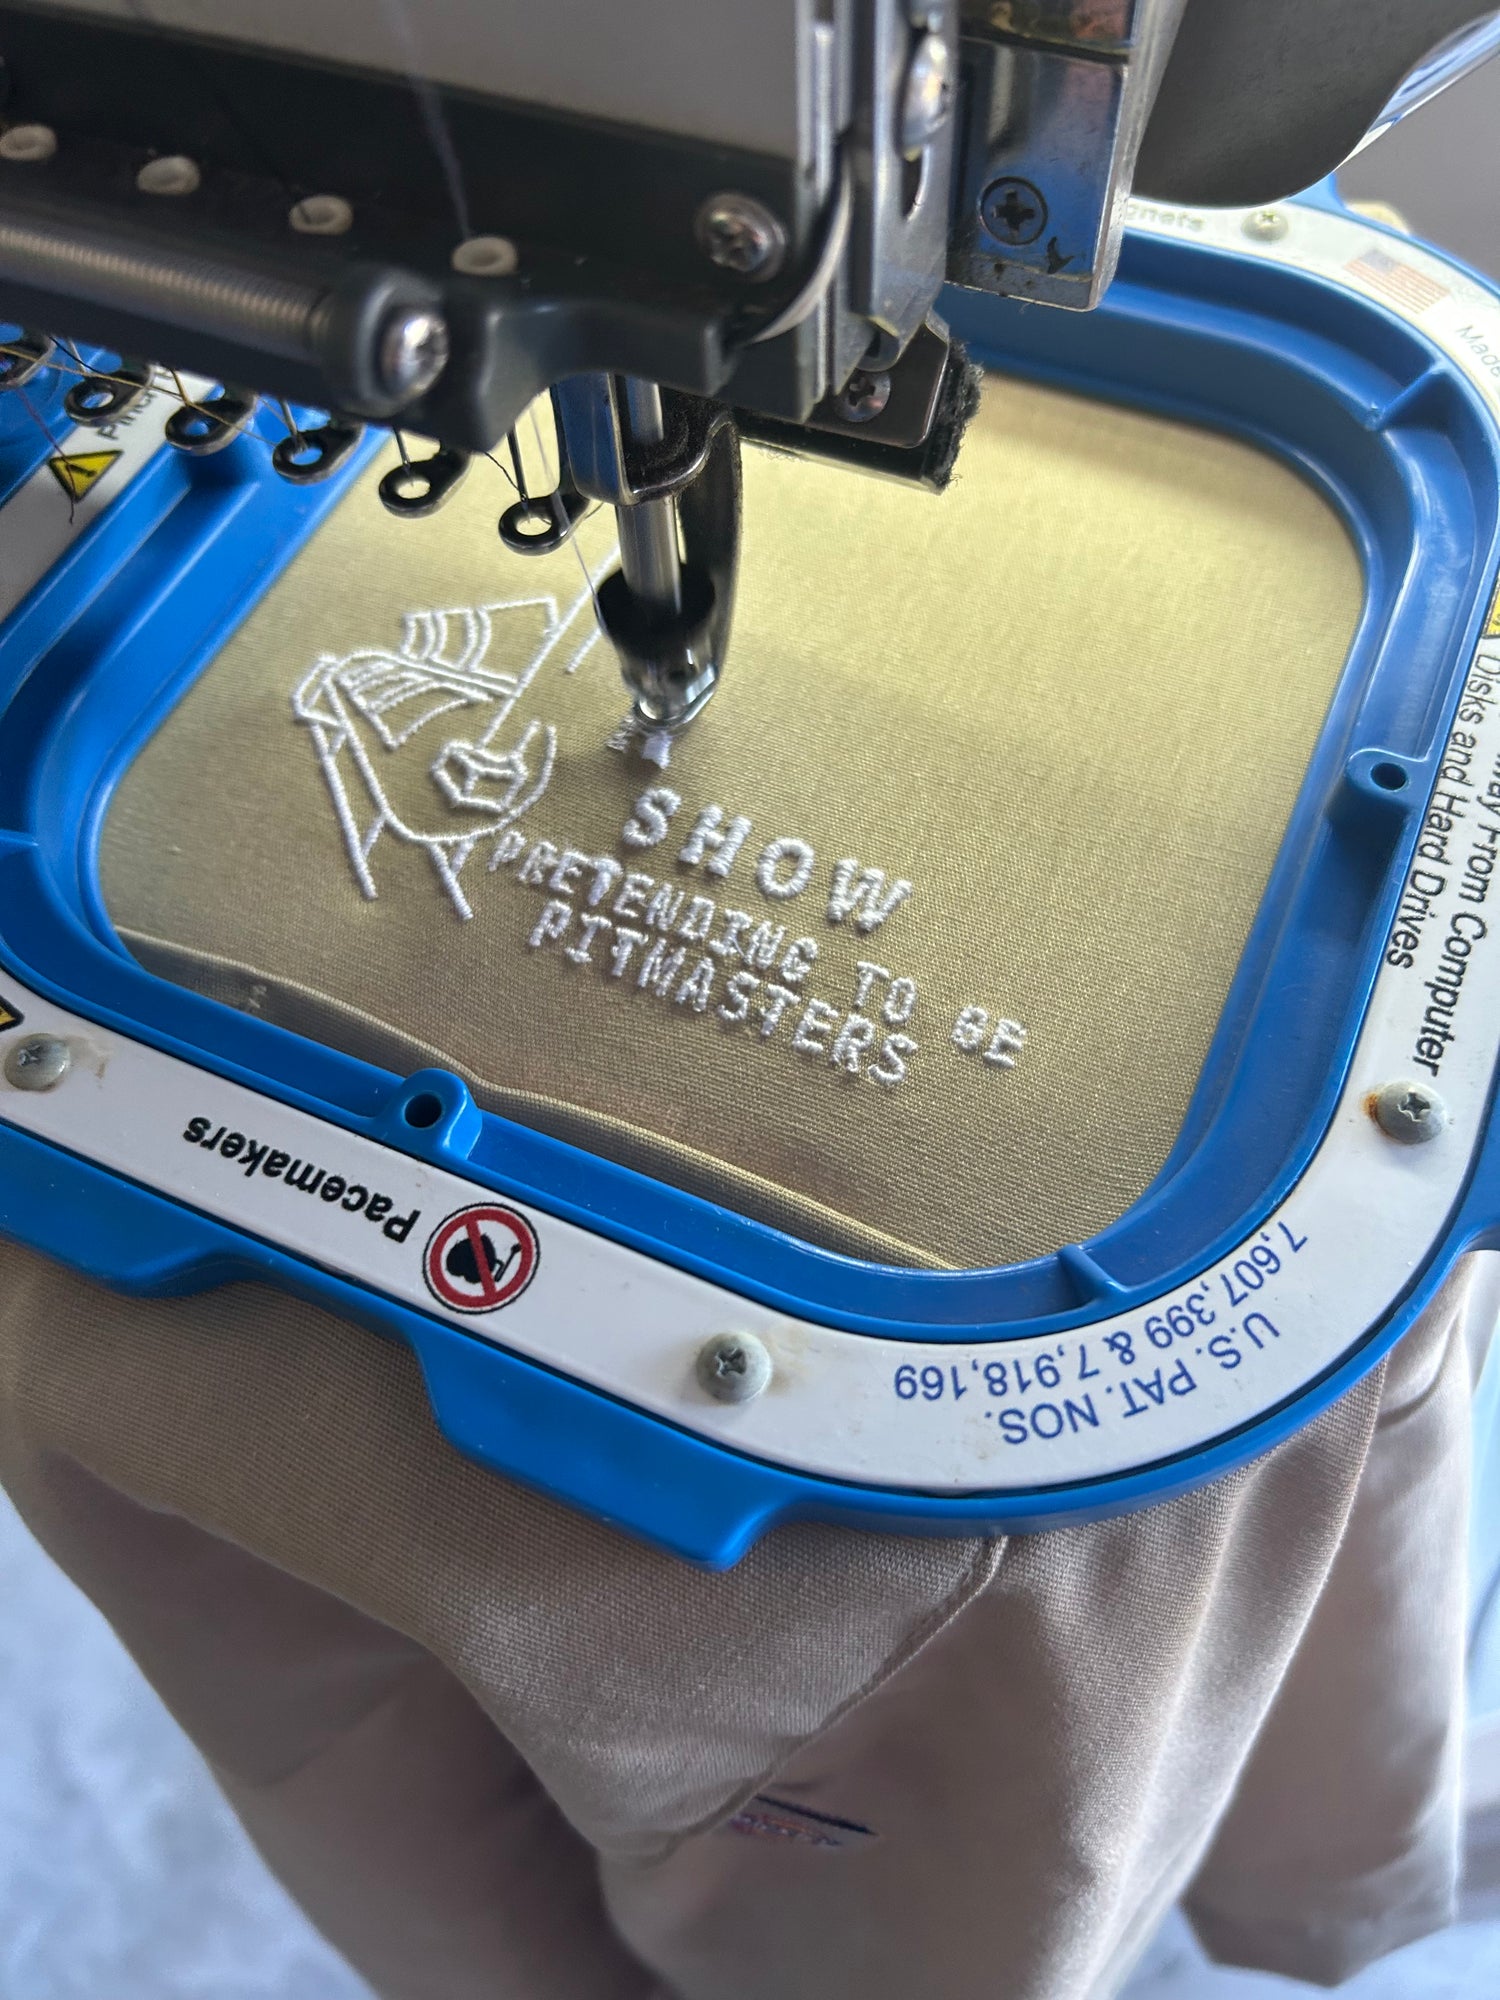 SHOW
PRETENDING TO BE
PITMASTERS
Pacemakers
U.S. PAT. NOS.
7,607,399 & 7,918,169
From Computer
Disks and Hard Drives
Made